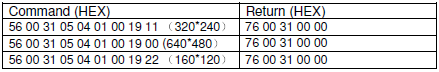 Command (HEX) Return (HEX)
56 00 31 05 04 01 00 19 11 （320*240） 76 00 31 00 00
56 00 31 05 04 01 00 19 00 (640*480） 76 00 31 00 00
56 00 31 05 04 01 00 19 22 （160*120） 76 00 31 00 00